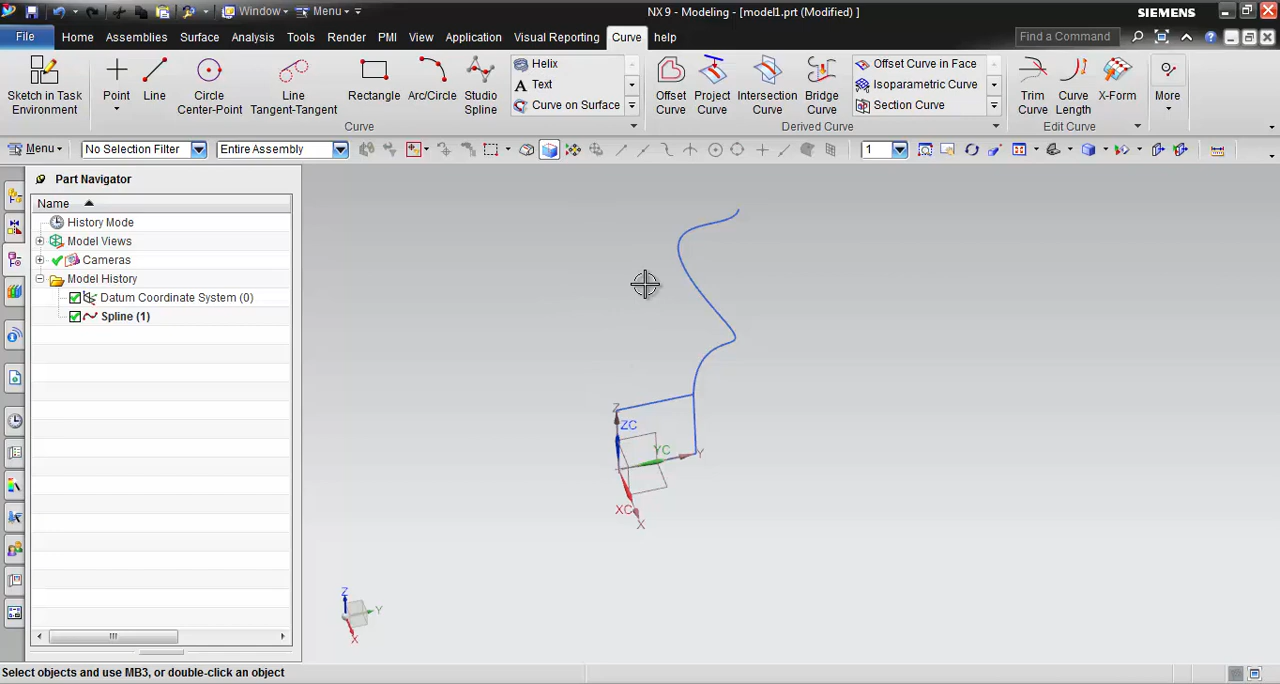 Window Menu NX 9 - Modeling - [model1.prt (Modified) ] SIEMENS
File Home Assemblies Surface Curve Analysis Tools Render PMI View Application Visual Reporting Curve help Find a Command
Sketch in Task Environment Point Line Circle Center-Point Line Tangent-Tangent Rectangle Arc/Circle Studio Spline Helix Text Curve on Surface Offset Curve Project Curve Intersection Curve Bridge Curve Offset Curve in Face Isoparametric Curve Section Curve Trim Curve Curve Length X-Form More
Curve Derived Curve Edit Curve
Menu No Selection Filter Entire Assembly 1
Part Navigator
Name
History Mode
Model Views
Cameras
Model History
Datum Coordinate System (0)
Spline (1)
Z
ZC
YC
Y
XC
X
Z
Y
X
Select objects and use MB3, or double-click an object